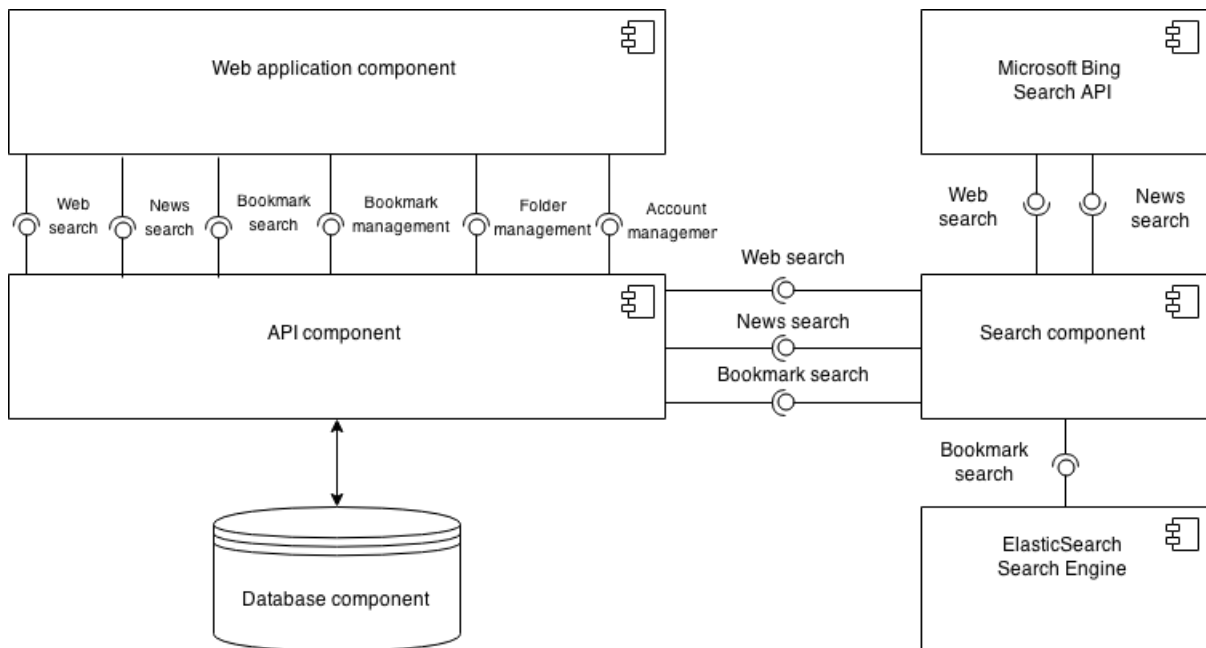 Web application component
Microsoft Bing
Search API
Web
search
News
search
Bookmark
search
Bookmark
management
Folder
management
Account
managemer
Web
search
News
search
Web search
News search
Bookmark search
API component
Search component
Bookmark
search
Database component
ElasticSearch
Search Engine